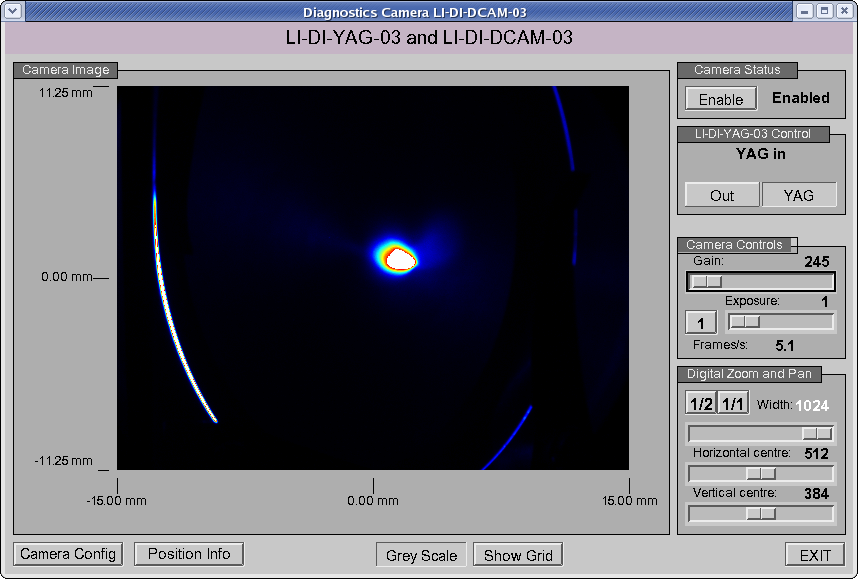 Diagnostics Camera LI-DI-DCAM-03
LI-DI-YAG-03 and LI-DI-DCAM-03
Camera Image
11.25 mm
0.00 mm
-11.25 mm
-15.00 mm 0.00 mm 15.00 mm
Camera Status
Enable Enabled
LI-DI-YAG-03 Control
YAG in
Out YAG
Camera Controls
Gain: 245
Exposure: 1
1
Frames/s: 5.1
Digital Zoom and Pan
1/2 1/1 Width: 1024
Horizontal centre: 512
Vertical centre: 384
Camera Config Position Info Grey Scale Show Grid EXIT